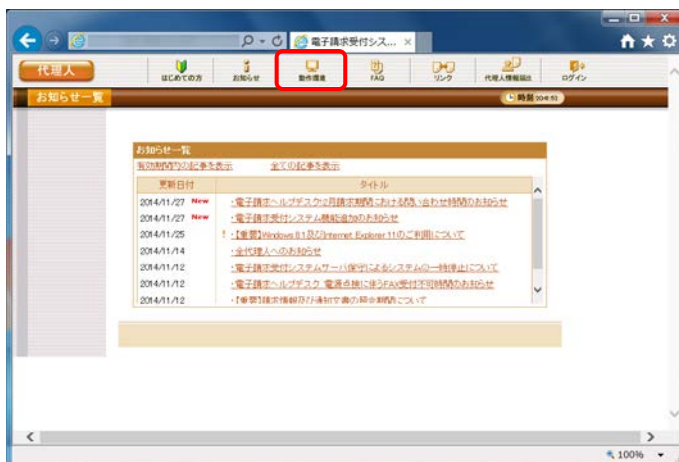 電子請求受付シス... ×
代理人
はじめての方 お知らせ 動作環境 FAQ リンク 代理人情報届出 ログイン
お知らせ一覧
時刻
お知らせ一覧
有効期間内の記事を表示 全ての記事を表示
更新日付 タイトル
2014/11/27 New ・電子請求ヘルプデスク12月請求期間における問い合わせ時間のお知らせ
2014/11/27 New ・電子請求受付システム機能追加のお知らせ
2014/11/25 ! ・【重要】Windows 8.1及びInternet Explorer 11のご利用について
2014/11/14 ・全代理人へのお知らせ
2014/11/12 ・電子請求受付システムサーバ保守によるシステムの一時停止について
2014/11/12 ・電子請求ヘルプデスク 電源点検に伴うFAX受付不可時間のお知らせ
2014/11/12 ・【重要】請求情報及び通知文書の照会期間について
100%